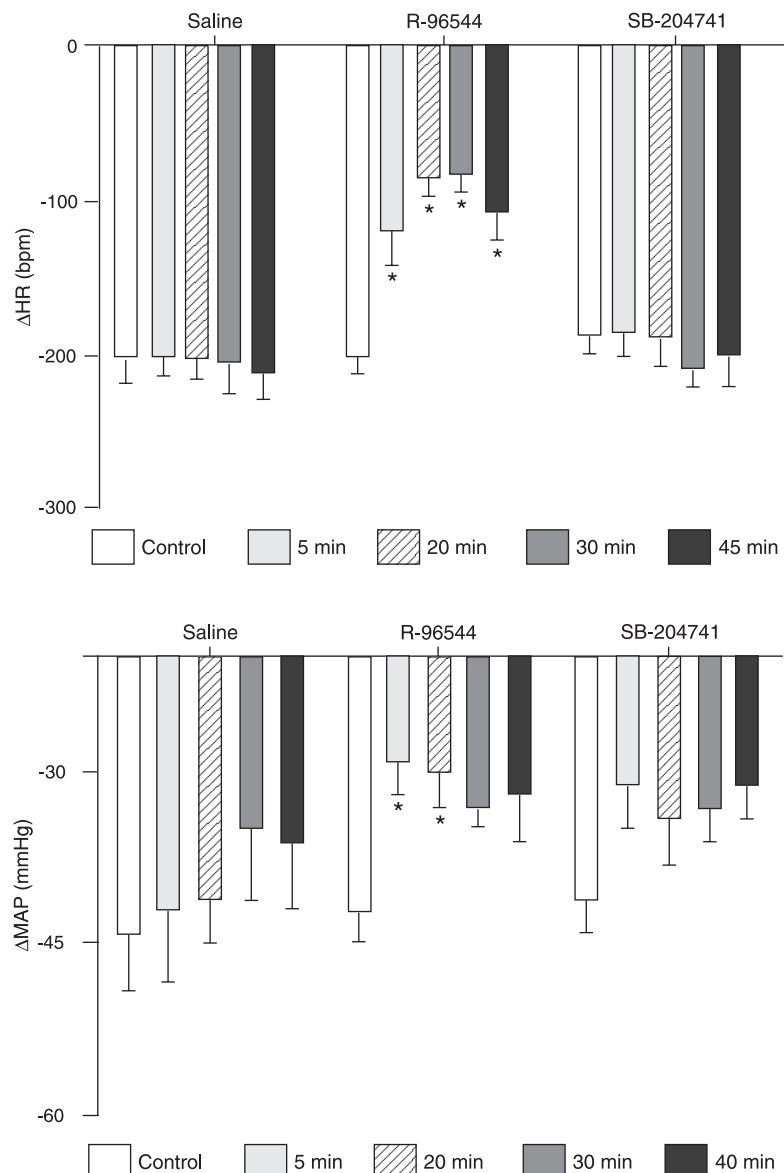 Saline R-96544 SB-204741
0
-100
-200
-300
ΔHR (bpm)
* * * *
Control 5 min 20 min 30 min 45 min
Saline R-96544 SB-204741
-30
-45
-60
ΔMAP (mmHg)
* *
Control 5 min 20 min 30 min 40 min